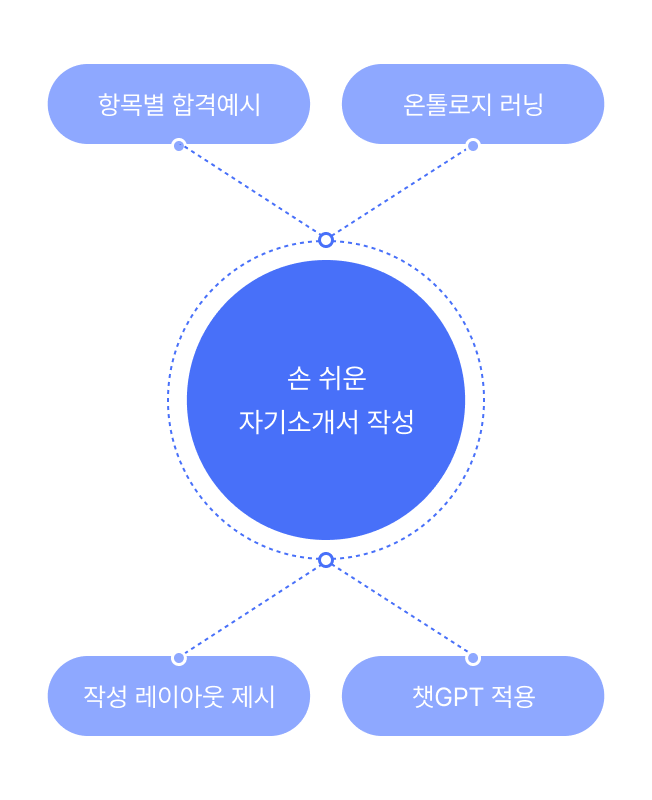 항목별 합격예시
온톨로지 러닝
손 쉬운
자기소개서 작성
작성 레이아웃 제시
챗GPT 적용